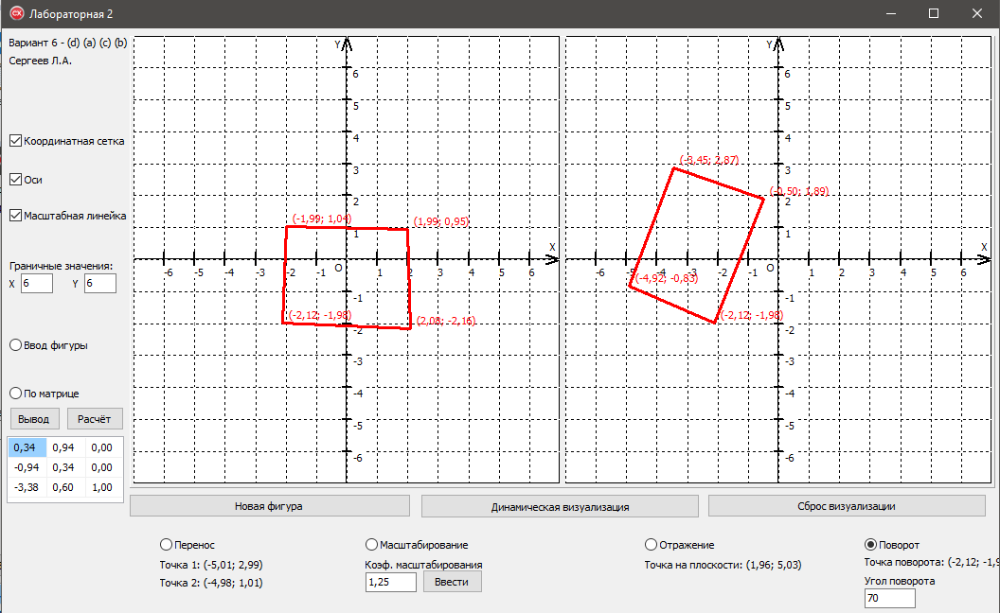 Лабораторная 2
Вариант 6 - (d) (a) (c) (b)
Сергеев Л.А.
Координатная сетка
Оси
Масштабная линейка
Граничные значения:
X 6 Y 6
Ввод фигуры
По матрице
Вывод Расчёт
0,34 0,94 0,00
-0,94 0,34 0,00
-3,38 0,60 1,00
Y
6
5
4
3
2
1
X
O
-6 -5 -4 -3 -2 -1 1 2 3 4 5 6
-1
-2
-3
-4
-5
-6
(-1,99; 1,04)
(1,99; 0,95)
(-2,12; -1,98)
(2,08; -2,16)
Y
6
5
4
3
2
1
X
O
-6 -5 -4 -3 -2 -1 1 2 3 4 5 6
-1
-2
-3
-4
-5
-6
(-3,45; 2,87)
(-0,50; 1,89)
(-4,92; -0,83)
(-2,12; -1,98)
Новая фигура
Динамическая визуализация
Сброс визуализации
Перенос
Точка 1: (-5,01; 2,99)
Точка 2: (-4,98; 1,01)
Масштабирование
Коэф. масштабирования
1,25 Ввести
Отражение
Точка на плоскости: (1,96; 5,03)
Поворот
Точка поворота: (-2,12; -1,9
Угол поворота
70